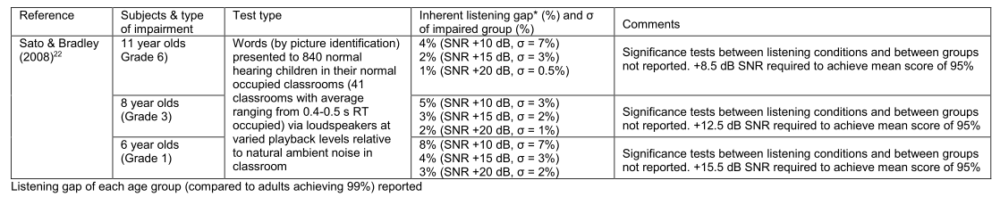 Reference
Subjects & type
of impairment
Test type
Inherent listening gap* (%) and σ
of impaired group (%)
Comments
Sato & Bradley
(2008)22
11 year olds
Grade 6)
Words (by picture identification)
presented to 840 normal
hearing children in their normal
occupied classrooms (41
classrooms with average
ranging from 0.4-0.5 s RT
occupied) via loudspeakers at
varied playback levels relative
to natural ambient noise in
classroom
4% (SNR +10 dB, σ = 7%)
2% (SNR +15 dB, σ = 3%)
1% (SNR +20 dB, σ = 0.5%)
Significance tests between listening conditions and between groups
not reported. +8.5 dB SNR required to achieve mean score of 95%
8 year olds
(Grade 3)
5% (SNR +10 dB, σ = 3%)
3% (SNR +15 dB, σ = 2%)
2% (SNR +20 dB, σ = 1%)
Significance tests between listening conditions and between groups
not reported. +12.5 dB SNR required to achieve mean score of 95%
6 year olds
(Grade 1)
8% (SNR +10 dB, σ = 7%)
4% (SNR +15 dB, σ = 3%)
3% (SNR +20 dB, σ = 2%)
Significance tests between listening conditions and between groups
not reported. +15.5 dB SNR required to achieve mean score of 95%
Listening gap of each age group (compared to adults achieving 99%) reported